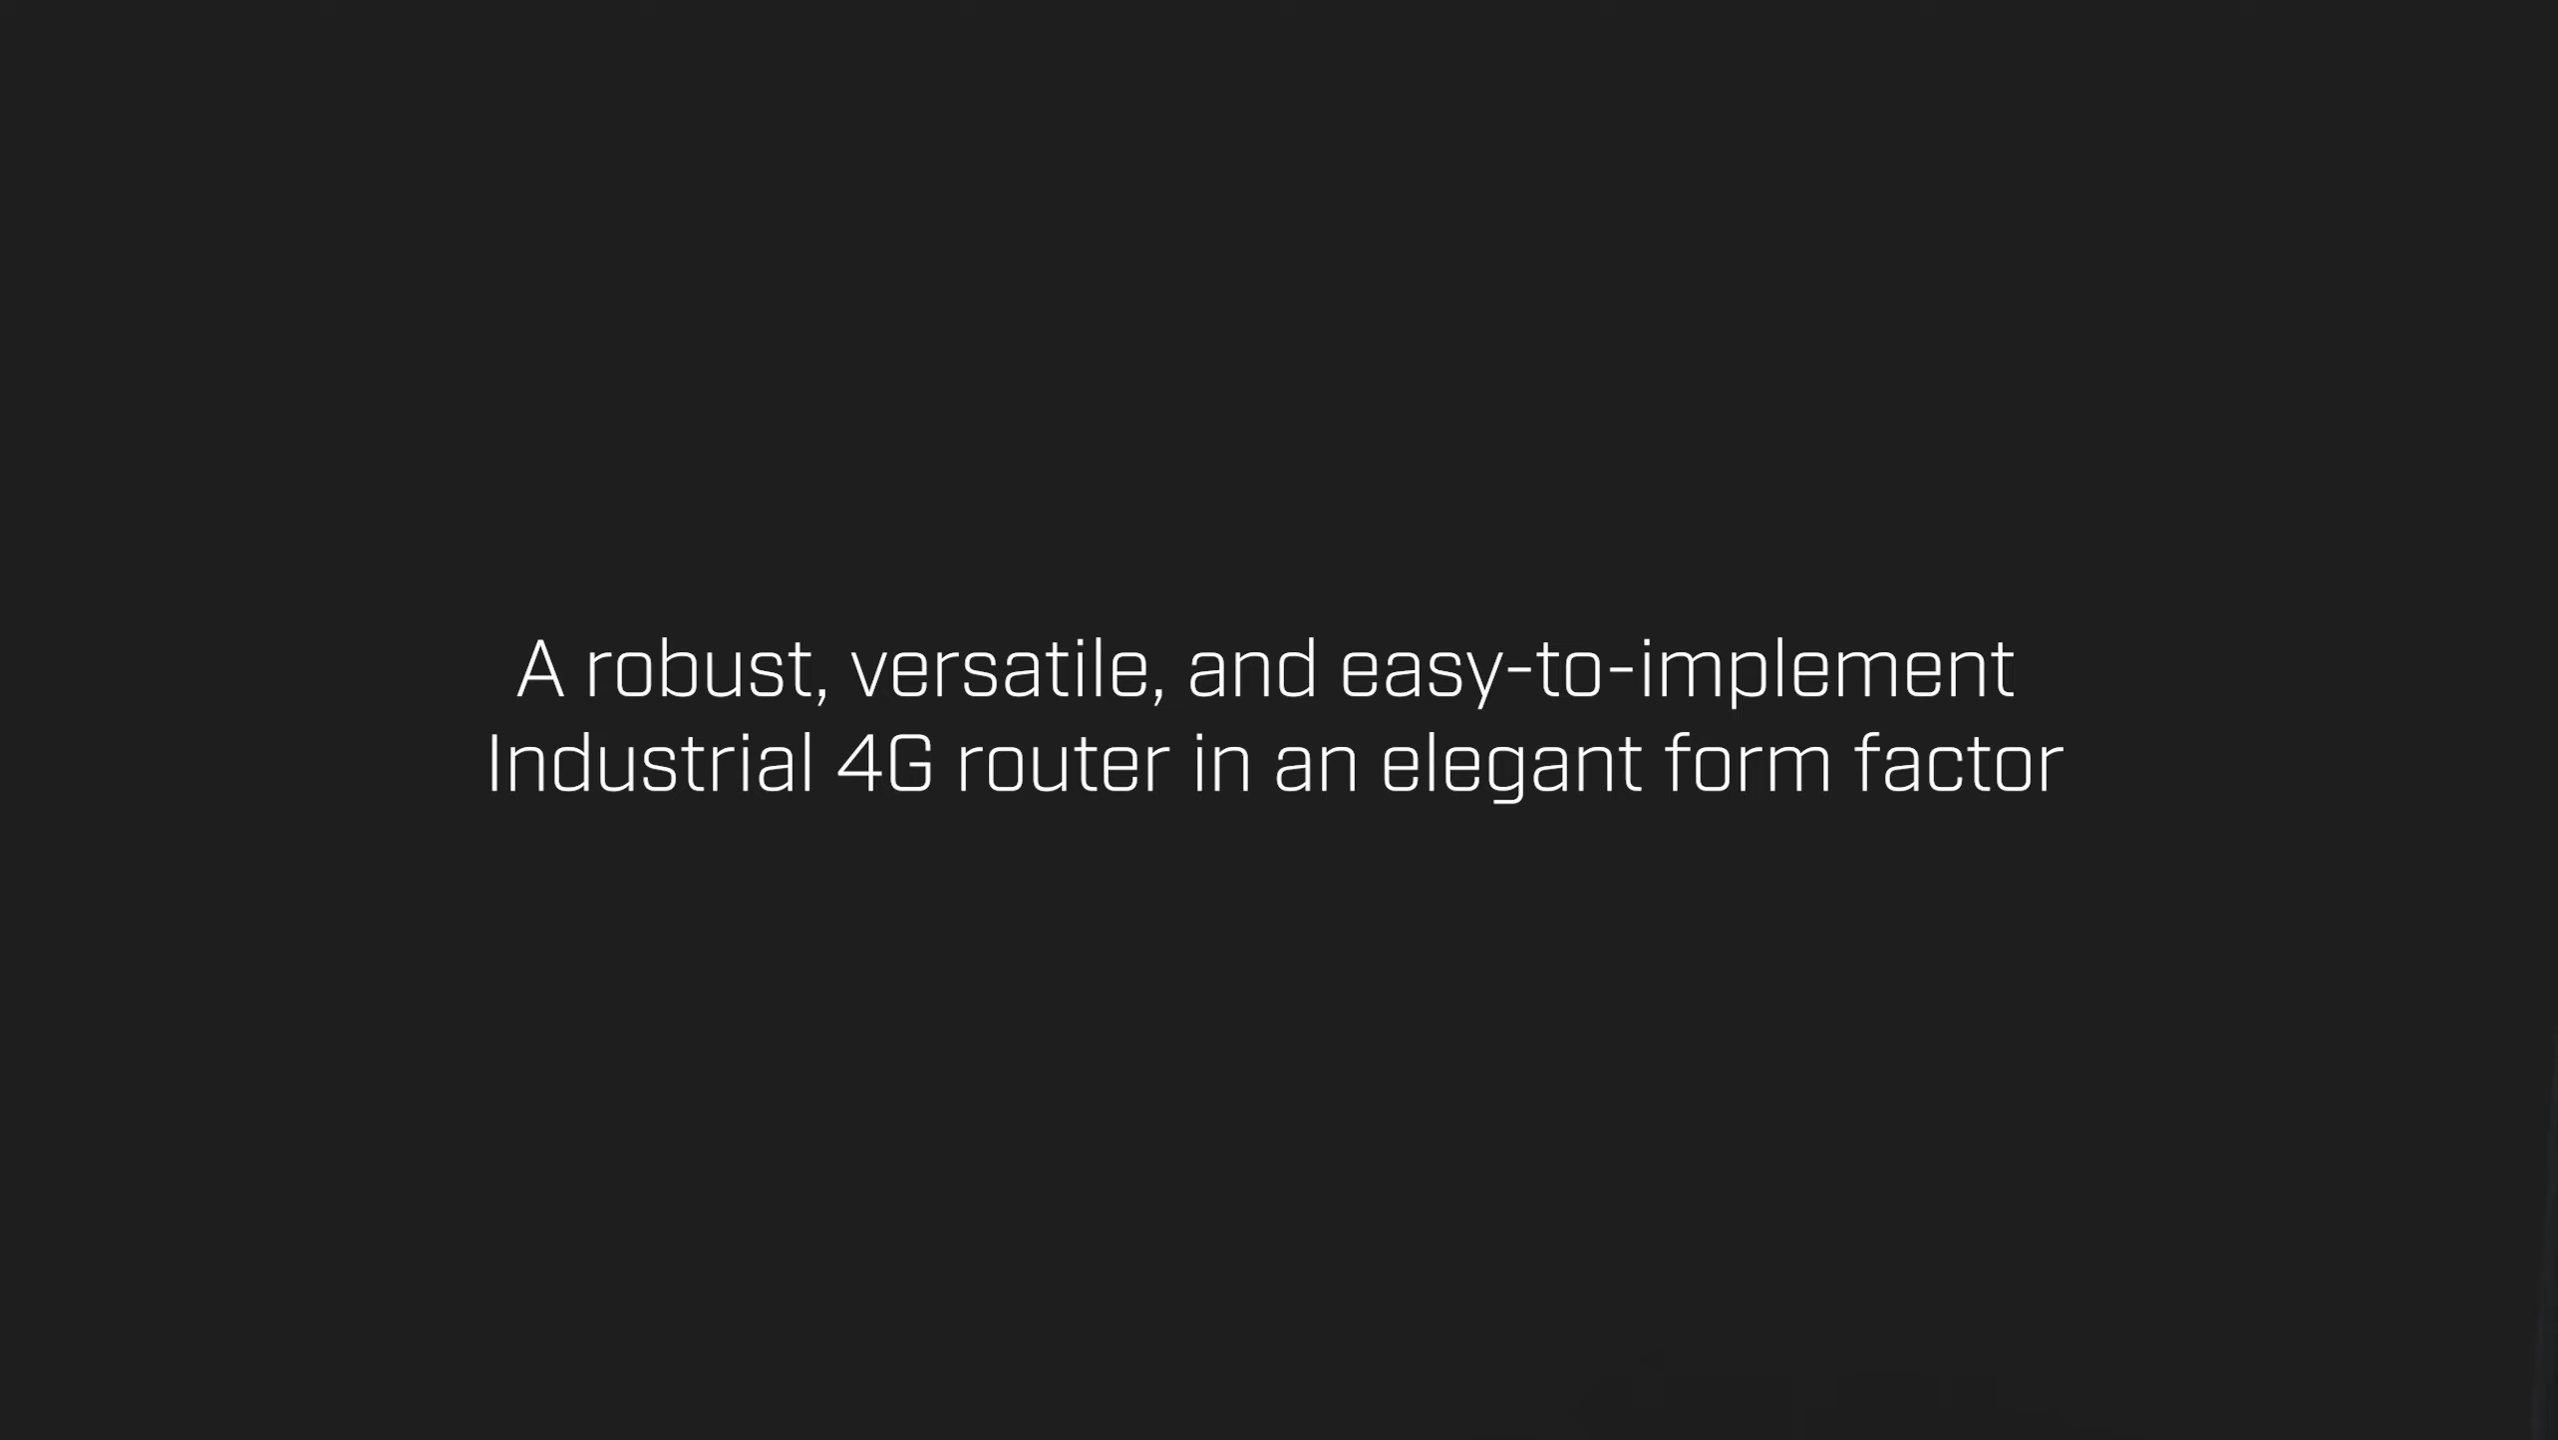 A robust, versatile, and easy-to-implement
Industrial 4G router in an elegant form factor